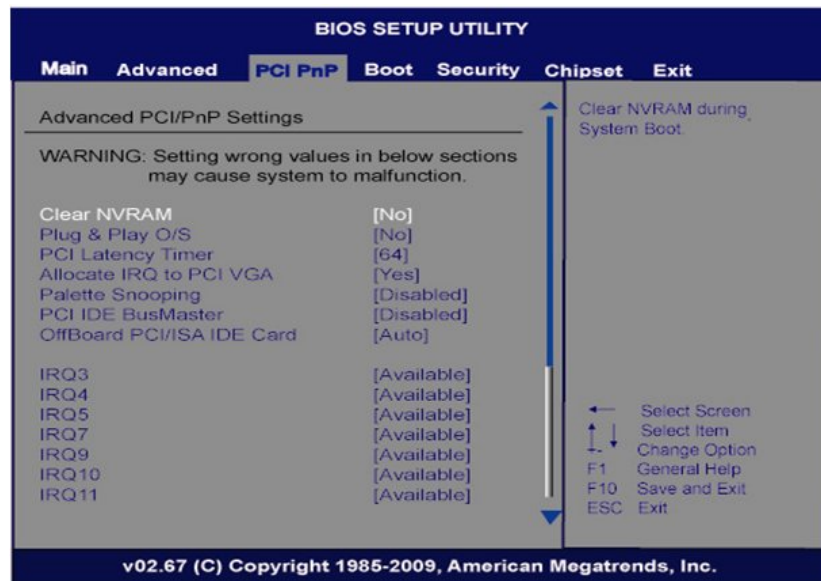 BIOS SETUP UTILITY
Main Advanced PCI PnP Boot Security Chipset Exit
Advanced PCI/PnP Settings
WARNING: Setting wrong values in below sections
may cause system to malfunction.
Clear NVRAM [No]
Plug & Play O/S [No]
PCI Latency Timer [64]
Allocate IRQ to PCI VGA [Yes]
Palette Snooping [Disabled]
PCI IDE BusMaster [Disabled]
OffBoard PCI/ISA IDE Card [Auto]
IRQ3 [Available]
IRQ4 [Available]
IRQ5 [Available]
IRQ7 [Available]
IRQ9 [Available]
IRQ10 [Available]
IRQ11 [Available]
Clear NVRAM during
System Boot.
← Select Screen
↑↓ Select Item
+- Change Option
F1 General Help
F10 Save and Exit
ESC Exit
v02.67 (C) Copyright 1985-2009, American Megatrends, Inc.